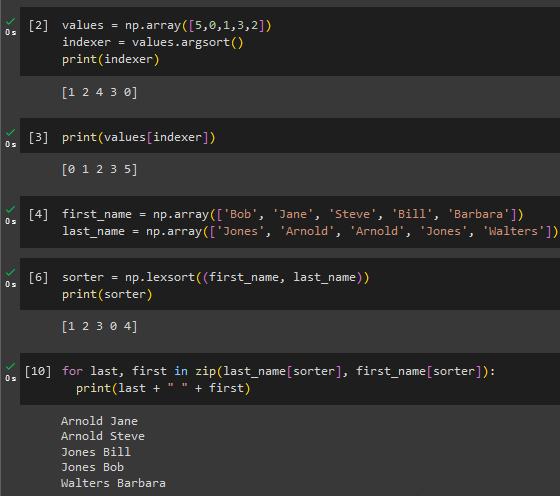 [2] values = np.array([5,0,1,3,2])
0s indexer = values.argsort()
print(indexer)
[1 2 4 3 0]
[3] print(values[indexer])
0s
[0 1 2 3 5]
[4] first_name = np.array(['Bob', 'Jane', 'Steve', 'Bill', 'Barbara'])
0s last_name = np.array(['Jones', 'Arnold', 'Arnold', 'Jones', 'Walters'])
[6] sorter = np.lexsort((first_name, last_name))
0s print(sorter)
[1 2 3 0 4]
[10] for last, first in zip(last_name[sorter], first_name[sorter]):
0s print(last + " " + first)
Arnold Jane
Arnold Steve
Jones Bill
Jones Bob
Walters Barbara